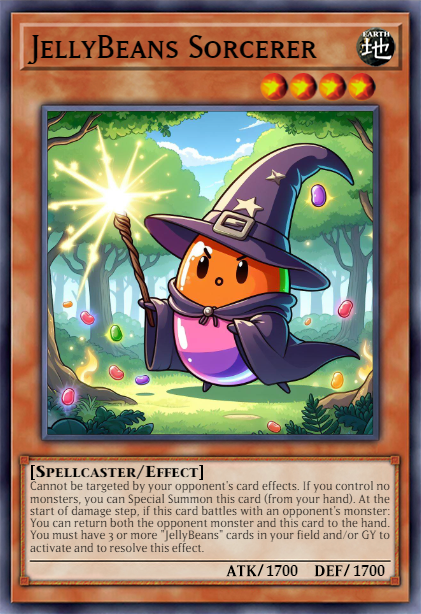 JellyBeans Sorcerer
EARTH
地
[Spellcaster/Effect]
Cannot be targeted by your opponent's card effects. If you control no
monsters, you can Special Summon this card (from your hand). At the
start of damage step, if this card battles with an opponent's monster:
You can return both the opponent monster and this card to the hand.
You must have 3 or more "JellyBeans" cards in your field and/or GY to
activate and to resolve this effect.
ATK/1700 DEF/1700